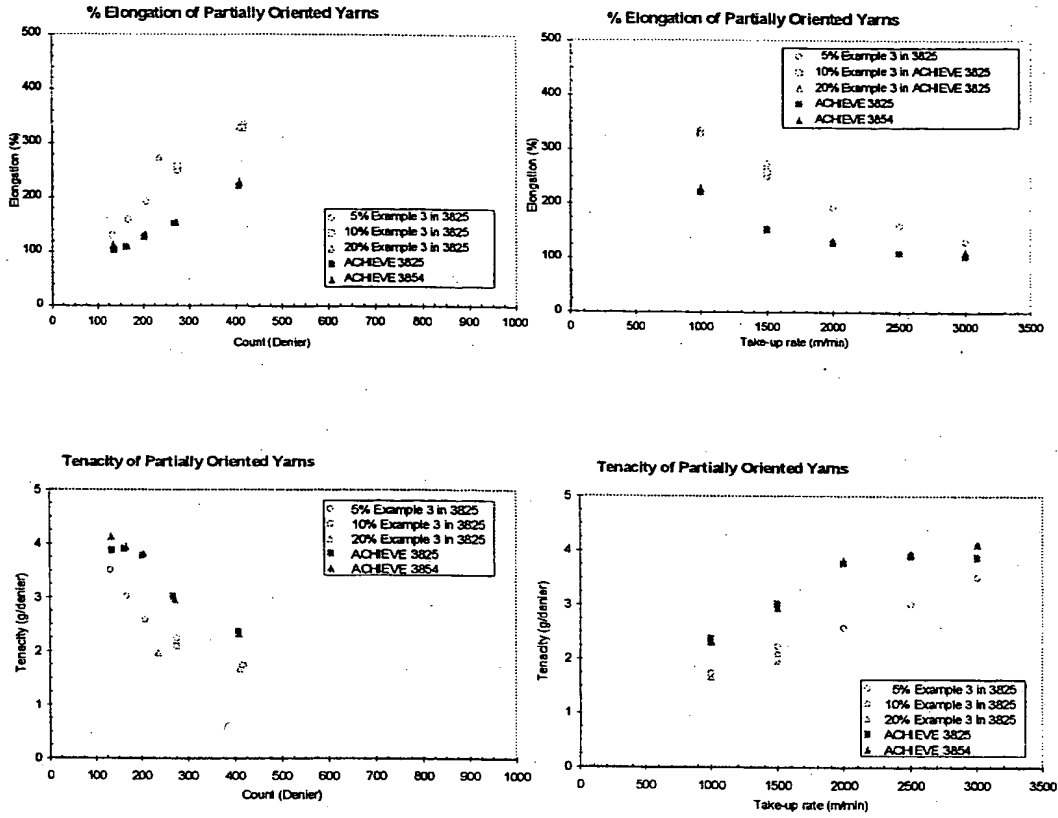 % Elongation of Partially Oriented Yarns
500
400
300
200
100
0
Elongation (%)
0 100 200 300 400 500 600 700 800 900 1000
Count (Denier)
5% Example 3 in 3825
10% Example 3 in 3825
20% Example 3 in 3825
ACHIEVE 3825
ACHIEVE 3854
% Elongation of Partially Oriented Yarns
500
400
300
200
100
0
Elongation (%)
0 500 1000 1500 2000 2500 3000 3500
Take-up rate (m/min)
5% Example 3 in 3825
10% Example 3 in ACHIEVE 3825
20% Example 3 in ACHIEVE 3825
ACHIEVE 3825
ACHIEVE 3854
Tenacity of Partially Oriented Yarns
5
4
3
2
1
0
Tenacity (g/denier)
0 100 200 300 400 500 600 700 800 900 1000
Count (Denier)
5% Example 3 in 3825
10% Example 3 in 3825
20% Example 3 in 3825
ACHIEVE 3825
ACHIEVE 3854
Tenacity of Partially Oriented Yarns
5
4
3
2
1
0
Tenacity (g/denier)
0 500 1000 1500 2000 2500 3000 3500
Take-up rate (m/min)
5% Example 3 in 3825
10% Example 3 in 3825
20% Example 3 in 3825
ACHIEVE 3825
ACHIEVE 3854